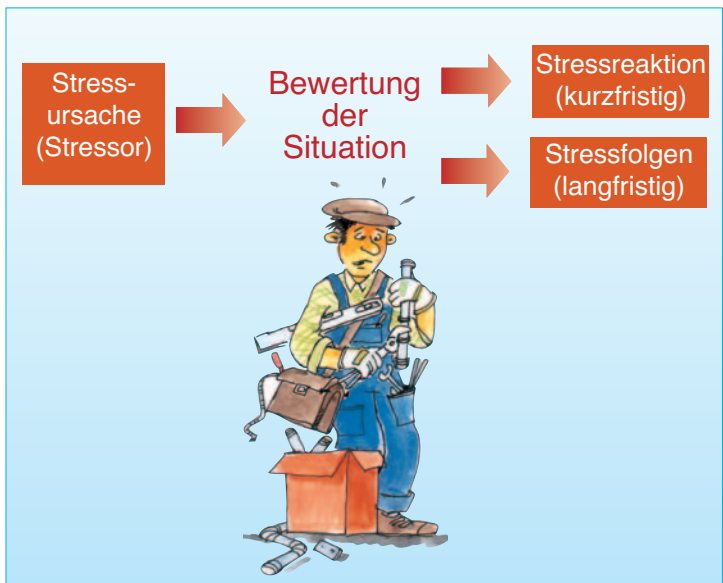 Stress-
ursache
(Stressor)
Bewertung
der
Situation
Stressreaktion
(kurzfristig)
Stressfolgen
(langfristig)